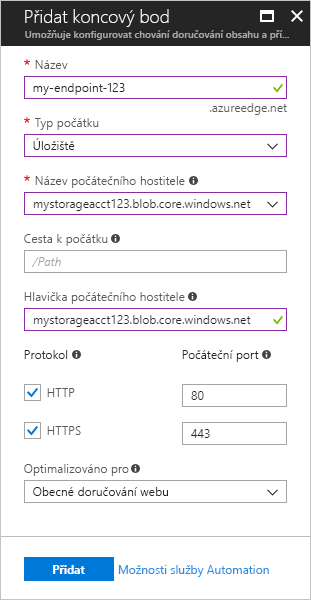 Přidat koncový bod
Umožňuje konfigurovat chování doručování obsahu a pří...
* Název
my-endpoint-123
.azureedge.net
* Typ počátku
Úložiště
* Název počátečního hostitele
mystorageacct123.blob.core.windows.net
Cesta k počátku
/Path
Hlavička počátečního hostitele
mystorageacct123.blob.core.windows.net
Protokol Počáteční port
HTTP 80
HTTPS 443
Optimalizováno pro
Obecné doručování webu
Přidat Možnosti služby Automation